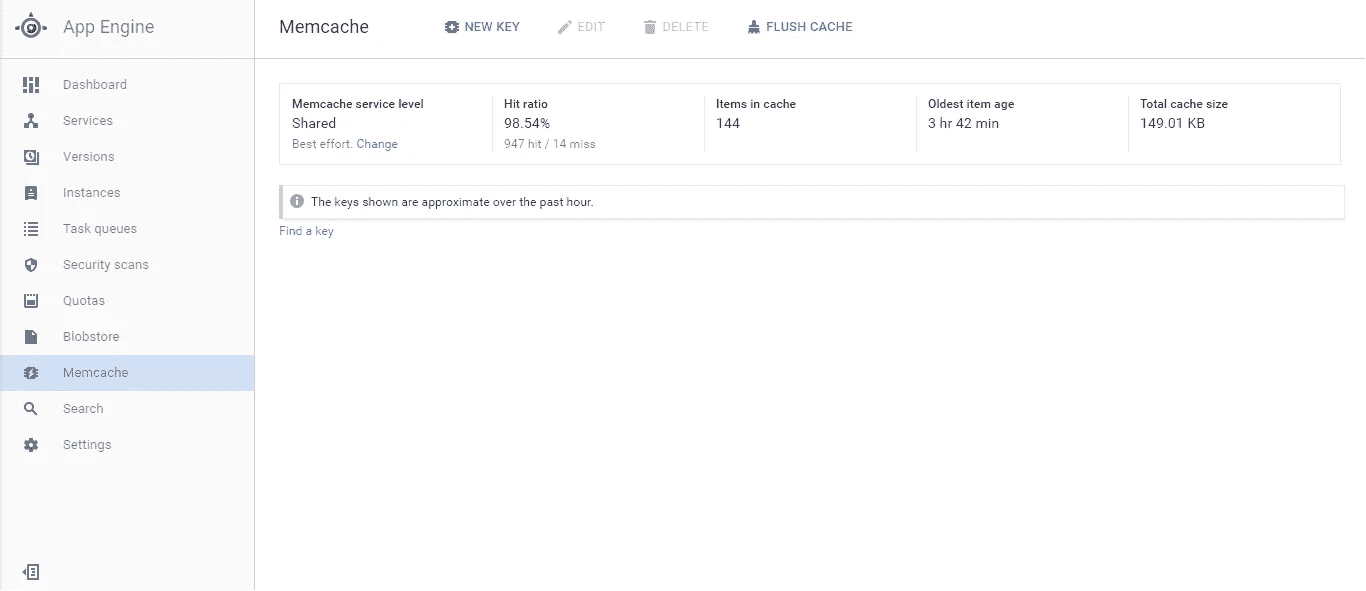 App Engine
Memcache
NEW KEY
EDIT
DELETE
FLUSH CACHE
Dashboard
Services
Versions
Instances
Task queues
Security scans
Quotas
Blobstore
Memcache
Search
Settings
Memcache service level
Shared
Best effort. Change
Hit ratio
98.54%
947 hit / 14 miss
Items in cache
144
Oldest item age
3 hr 42 min
Total cache size
149.01 KB
The keys shown are approximate over the past hour.
Find a key